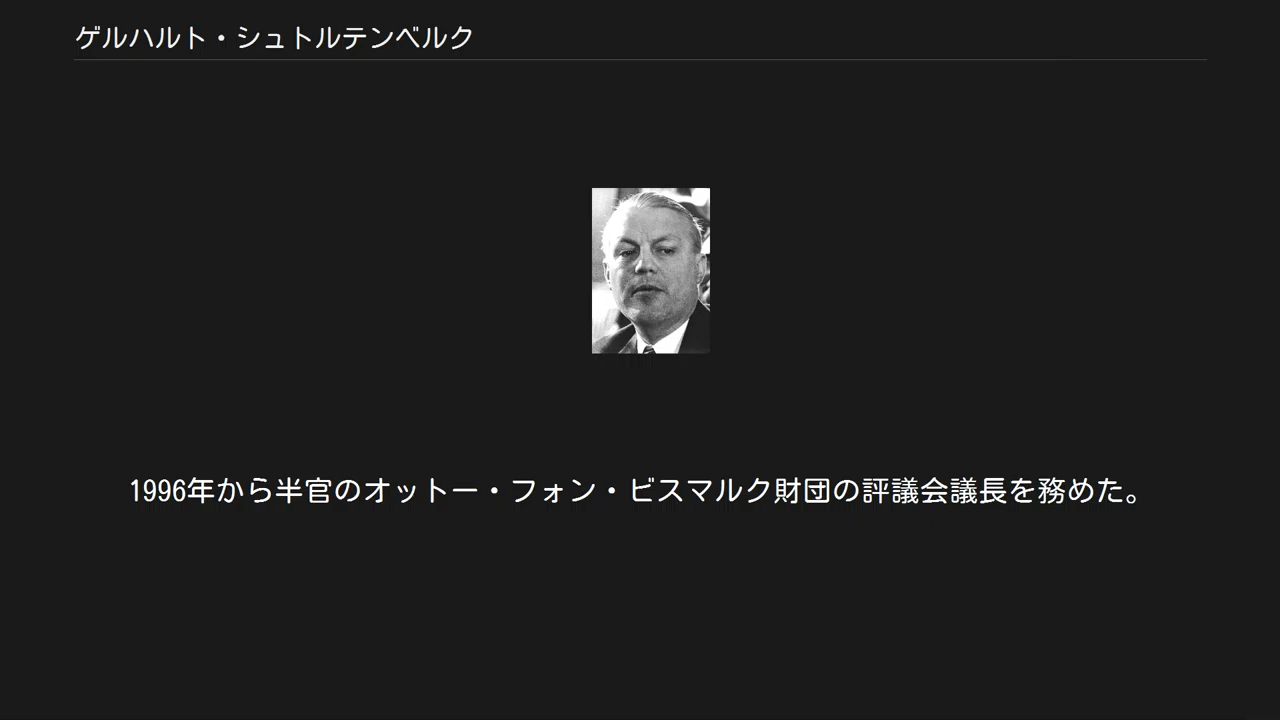 ゲルハルト・シュトルテンベルク
1996年から半官のオットー・フォン・ビスマルク財団の評議会議長を務めた。